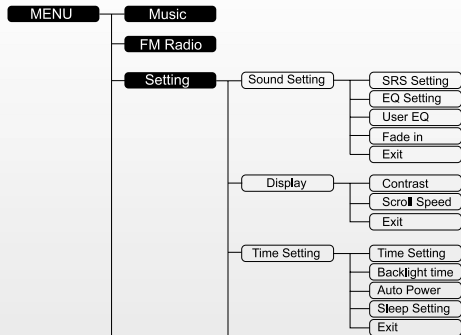 MENU
Music
FM Radio
Setting
Sound Setting
SRS Setting
EQ Setting
User EQ
Fade in
Exit
Display
Contrast
Scroll Speed
Exit
Time Setting
Time Setting
Backlight time
Auto Power
Sleep Setting
Exit